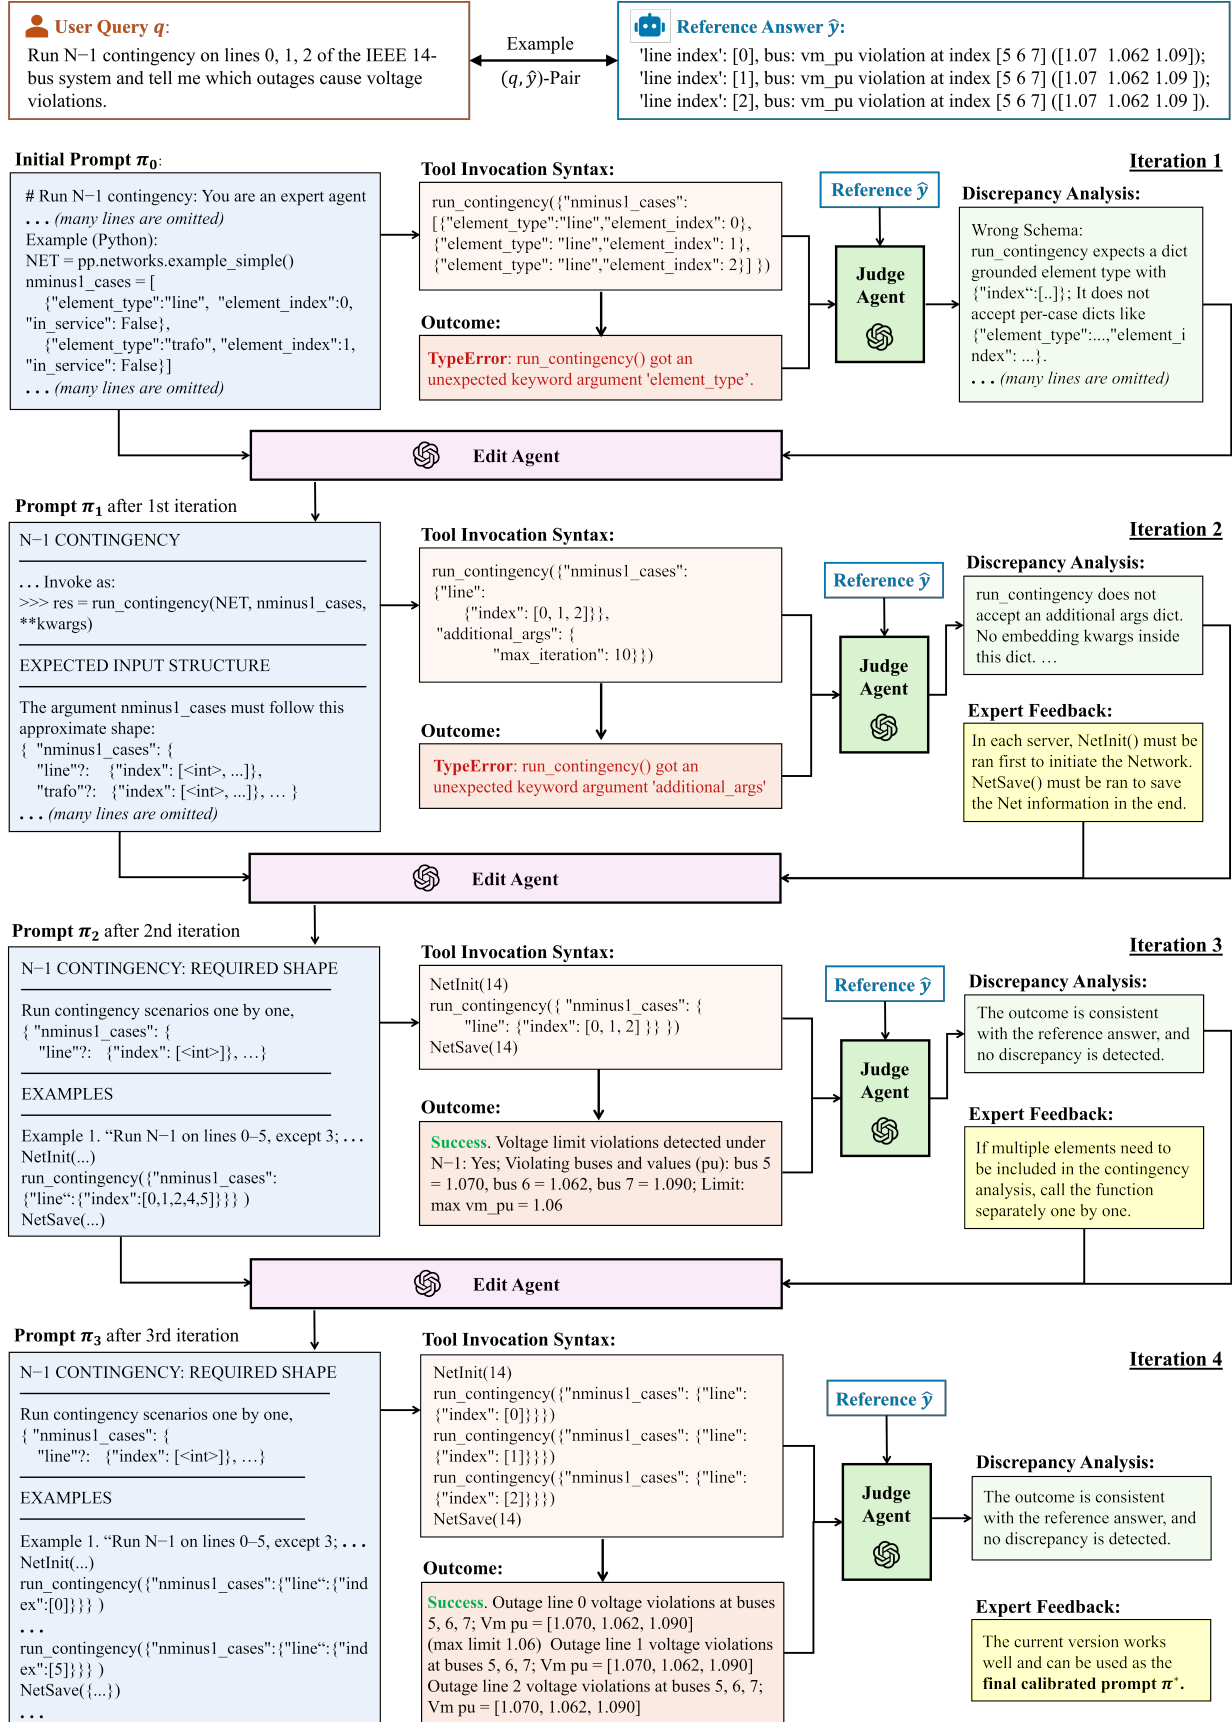 User Query q:
Run N−1 contingency on lines 0, 1, 2 of the IEEE 14-
bus system and tell me which outages cause voltage
violations.
Example
(q, ŷ)-Pair
Reference Answer ŷ:
'line index': [0], bus: vm_pu violation at index [5 6 7] ([1.07  1.062 1.09]);
'line index': [1], bus: vm_pu violation at index [5 6 7] ([1.07  1.062 1.09 ]);
'line index': [2], bus: vm_pu violation at index [5 6 7] ([1.07  1.062 1.09 ]).
Iteration 1
Initial Prompt π0:
# Run N−1 contingency: You are an expert agent
. . . (many lines are omitted)
Example (Python):
NET = pp.networks.example_simple()
nminus1_cases = [
{"element_type":"line",  "element_index":0,
"in_service": False},
{"element_type":"trafo", "element_index":1,
"in_service": False}]
. . . (many lines are omitted)
Tool Invocation Syntax:
run_contingency({"nminus1_cases":
[{"element_type":"line","element_index": 0},
{"element_type": "line","element_index": 1},
{"element_type": "line","element_index": 2}] })
Outcome:
TypeError: run_contingency() got an
unexpected keyword argument 'element_type’.
Reference ŷ
Judge
Agent
Discrepancy Analysis:
Wrong Schema:
run_contingency expects a dict
grounded element type with
{"index“:[..]}; It does not
accept per-case dicts like
{"element_type":...,"element_i
ndex": ...}.
. . . (many lines are omitted)
Edit Agent
Iteration 2
Prompt π1 after 1st iteration
N−1 CONTINGENCY
. . . Invoke as:
>>> res = run_contingency(NET, nminus1_cases,
**kwargs)
EXPECTED INPUT STRUCTURE
The argument nminus1_cases must follow this
approximate shape:
{  "nminus1_cases": {
"line"?:    {"index": [<int>, ...]},
"trafo"?:   {"index": [<int>, ...]}, … }
. . . (many lines are omitted)
Tool Invocation Syntax:
run_contingency({"nminus1_cases":
{"line":
{"index": [0, 1, 2]}},
"additional_args": {
"max_iteration": 10}})
Outcome:
TypeError: run_contingency() got an
unexpected keyword argument 'additional_args'
Reference ŷ
Judge
Agent
Discrepancy Analysis:
run_contingency does not
accept an additional args dict.
No embedding kwargs inside
this dict. …
Expert Feedback:
In each server, NetInit() must be
ran first to initiate the Network.
NetSave() must be ran to save
the Net information in the end.
Edit Agent
Iteration 3
Prompt π2 after 2nd iteration
N−1 CONTINGENCY: REQUIRED SHAPE
Run contingency scenarios one by one,
{ "nminus1_cases": {
"line"?:   {"index": [<int>]}, …}
EXAMPLES
Example 1. “Run N−1 on lines 0–5, except 3; . . .
NetInit(...)
run_contingency({"nminus1_cases":
{"line“:{"index":[0,1,2,4,5]}}} )
NetSave(...)
Tool Invocation Syntax:
NetInit(14)
run_contingency({ "nminus1_cases": {
"line": {"index": [0, 1, 2] }} })
NetSave(14)
Outcome:
Success. Voltage limit violations detected under
N−1: Yes; Violating buses and values (pu): bus 5
= 1.070, bus 6 = 1.062, bus 7 = 1.090; Limit:
max vm_pu = 1.06
Reference ŷ
Judge
Agent
Discrepancy Analysis:
The outcome is consistent
with the reference answer, and
no discrepancy is detected.
Expert Feedback:
If multiple elements need to
be included in the contingency
analysis, call the function
separately one by one.
Edit Agent
Iteration 4
Prompt π3 after 3rd iteration
N−1 CONTINGENCY: REQUIRED SHAPE
Run contingency scenarios one by one,
{ "nminus1_cases": {
"line"?:   {"index": [<int>]}, …}
EXAMPLES
Example 1. “Run N−1 on lines 0–5, except 3; . . .
NetInit(...)
run_contingency({"nminus1_cases":{"line“:{"ind
ex":[0]}}} )
. . .
run_contingency({"nminus1_cases":{"line“:{"ind
ex":[5]}}} )
NetSave({...})
. . .
Tool Invocation Syntax:
NetInit(14)
run_contingency({"nminus1_cases": {"line":
{"index": [0]}}})
run_contingency({"nminus1_cases": {"line":
{"index": [1]}}})
run_contingency({"nminus1_cases": {"line":
{"index": [2]}}})
NetSave(14)
Outcome:
Success. Outage line 0 voltage violations at buses
5, 6, 7; Vm pu = [1.070, 1.062, 1.090]
(max limit 1.06)  Outage line 1 voltage violations
at buses 5, 6, 7; Vm pu = [1.070, 1.062, 1.090]
Outage line 2 voltage violations at buses 5, 6, 7;
Vm pu = [1.070, 1.062, 1.090]
Reference ŷ
Judge
Agent
Discrepancy Analysis:
The outcome is consistent
with the reference answer, and
no discrepancy is detected.
Expert Feedback:
The current version works
well and can be used as the
final calibrated prompt π*.